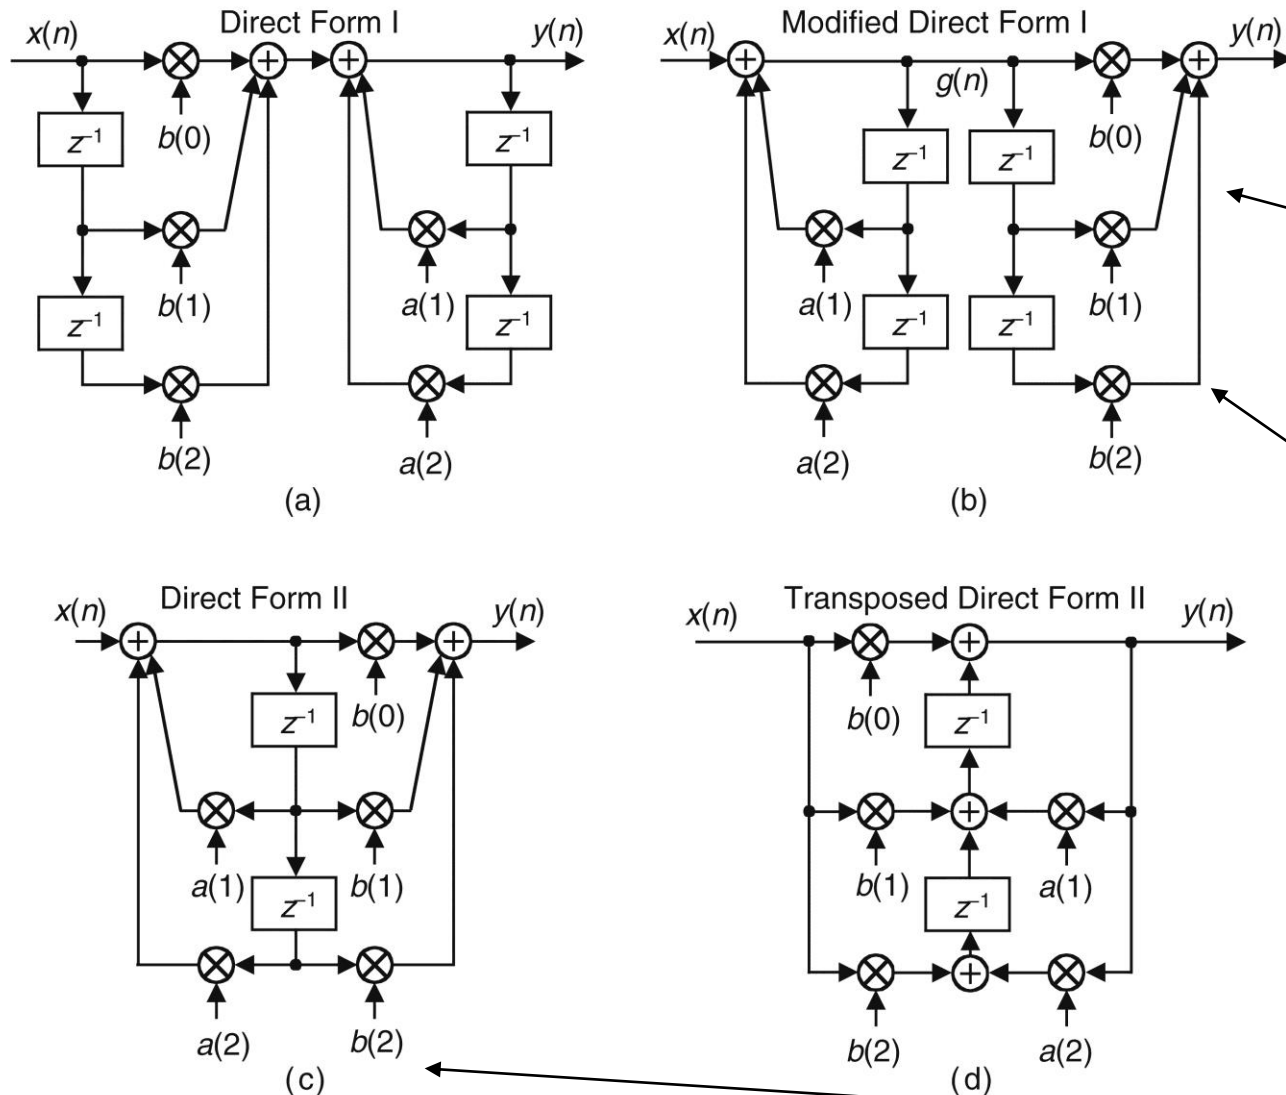 Direct Form I
x(n)
y(n)
b(0)
z⁻¹
z⁻¹
b(1)
a(1)
z⁻¹
z⁻¹
b(2)
a(2)
(a)
Modified Direct Form I
x(n)
y(n)
g(n)
b(0)
z⁻¹
z⁻¹
a(1)
b(1)
z⁻¹
z⁻¹
a(2)
b(2)
(b)
Direct Form II
x(n)
y(n)
z⁻¹
b(0)
a(1)
b(1)
z⁻¹
a(2)
b(2)
(c)
Transposed Direct Form II
x(n)
y(n)
b(0)
z⁻¹
b(1)
a(1)
z⁻¹
b(2)
a(2)
(d)